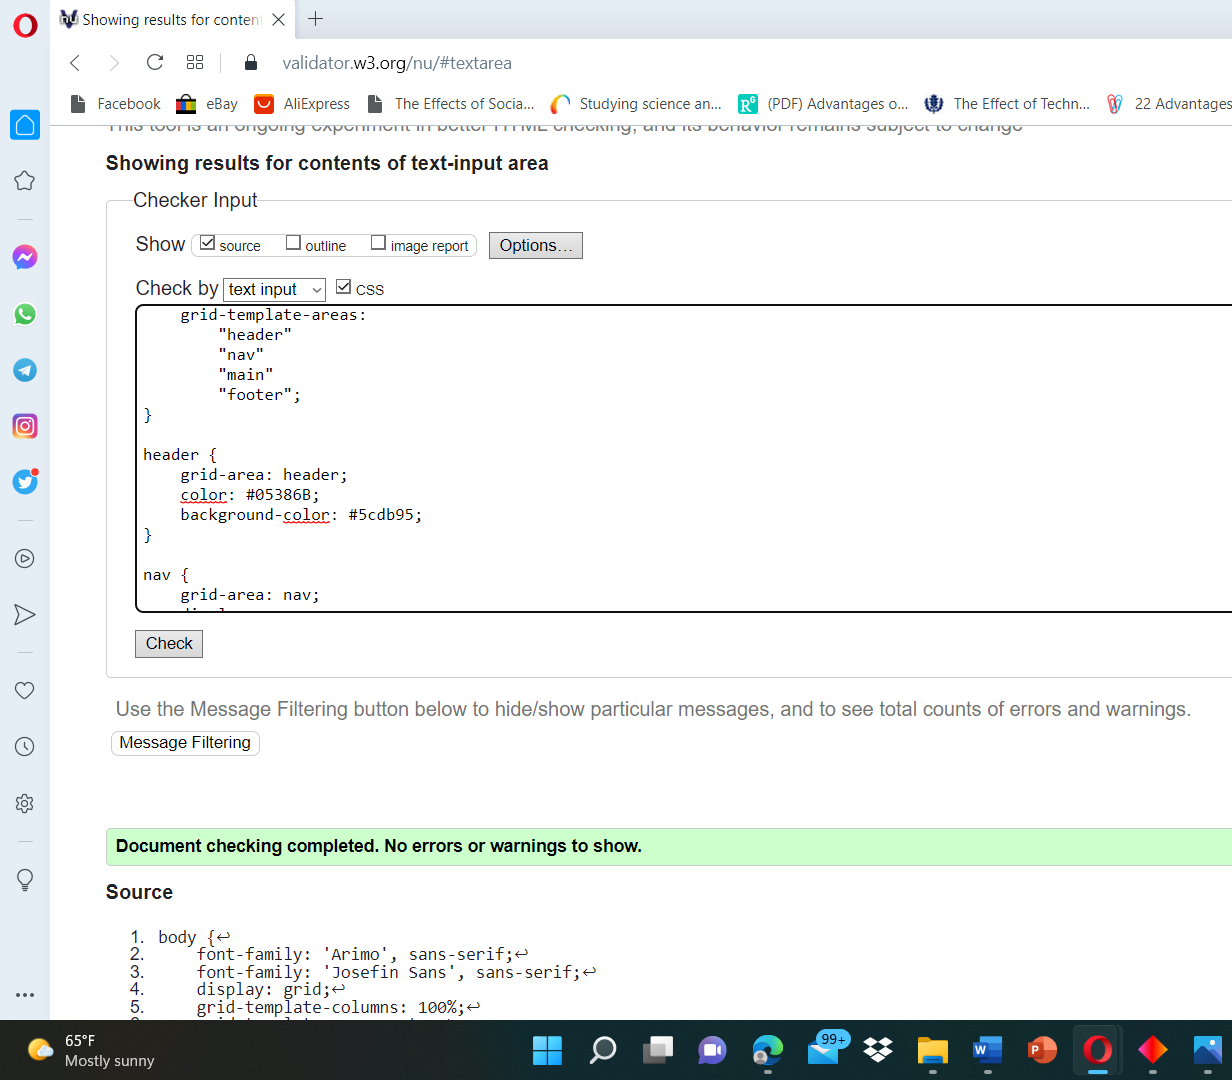 Showing results for conten
validator.w3.org/nu/#textarea
Facebook
eBay
AliExpress
The Effects of Socia...
Studying science an...
(PDF) Advantages o...
The Effect of Techn...
22 Advantages
This tool is an ongoing experiment in better HTML checking, and its behavior remains subject to change
Showing results for contents of text-input area
Checker Input
Show source outline image report Options...
Check by text input CSS
grid-template-areas:
"header"
"nav"
"main"
"footer";
}
header {
grid-area: header;
color: #05386B;
background-color: #5cdb95;
}
nav {
grid-area: nav;
Check
Use the Message Filtering button below to hide/show particular messages, and to see total counts of errors and warnings.
Message Filtering
Document checking completed. No errors or warnings to show.
Source
1. body {↩
2. font-family: 'Arimo', sans-serif;↩
3. font-family: 'Josefin Sans', sans-serif;↩
4. display: grid;↩
5. grid-template-columns: 100%;↩
65°F
Mostly sunny
99+